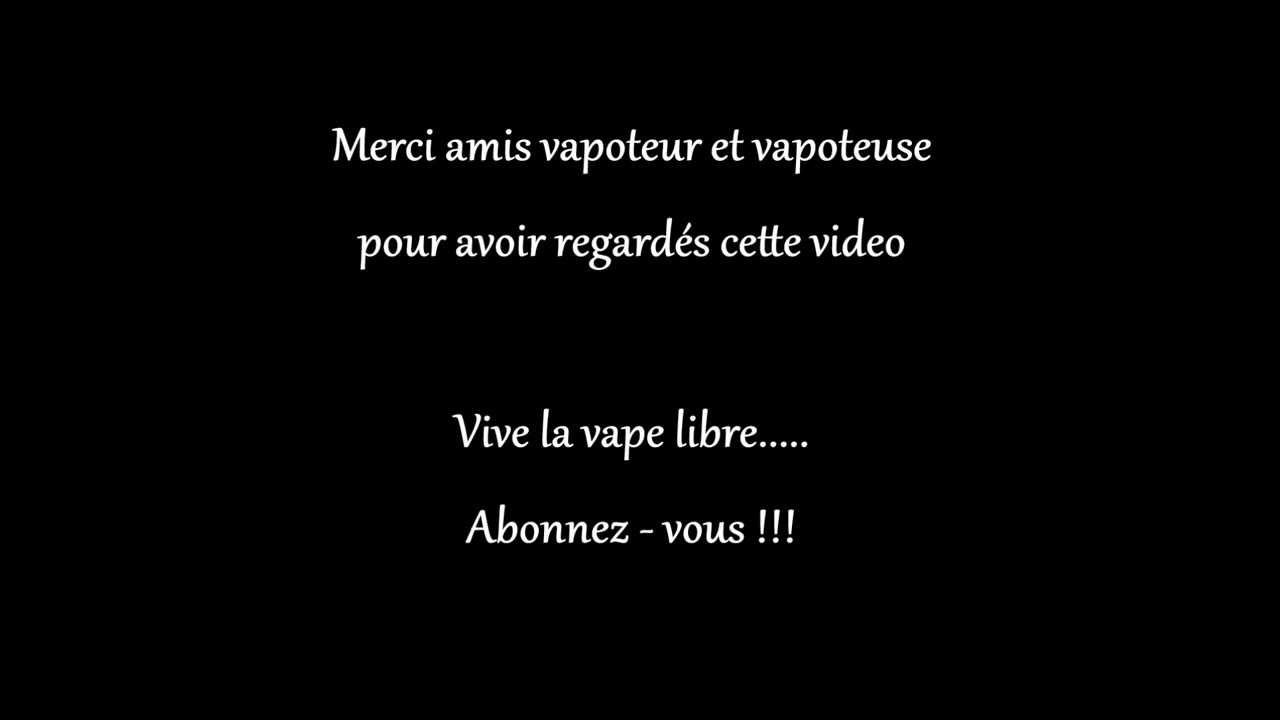 Merci amis vapoteur et vapoteuse
pour avoir regardés cette video
Vive la vape libre.....
Abonnez - vous !!!